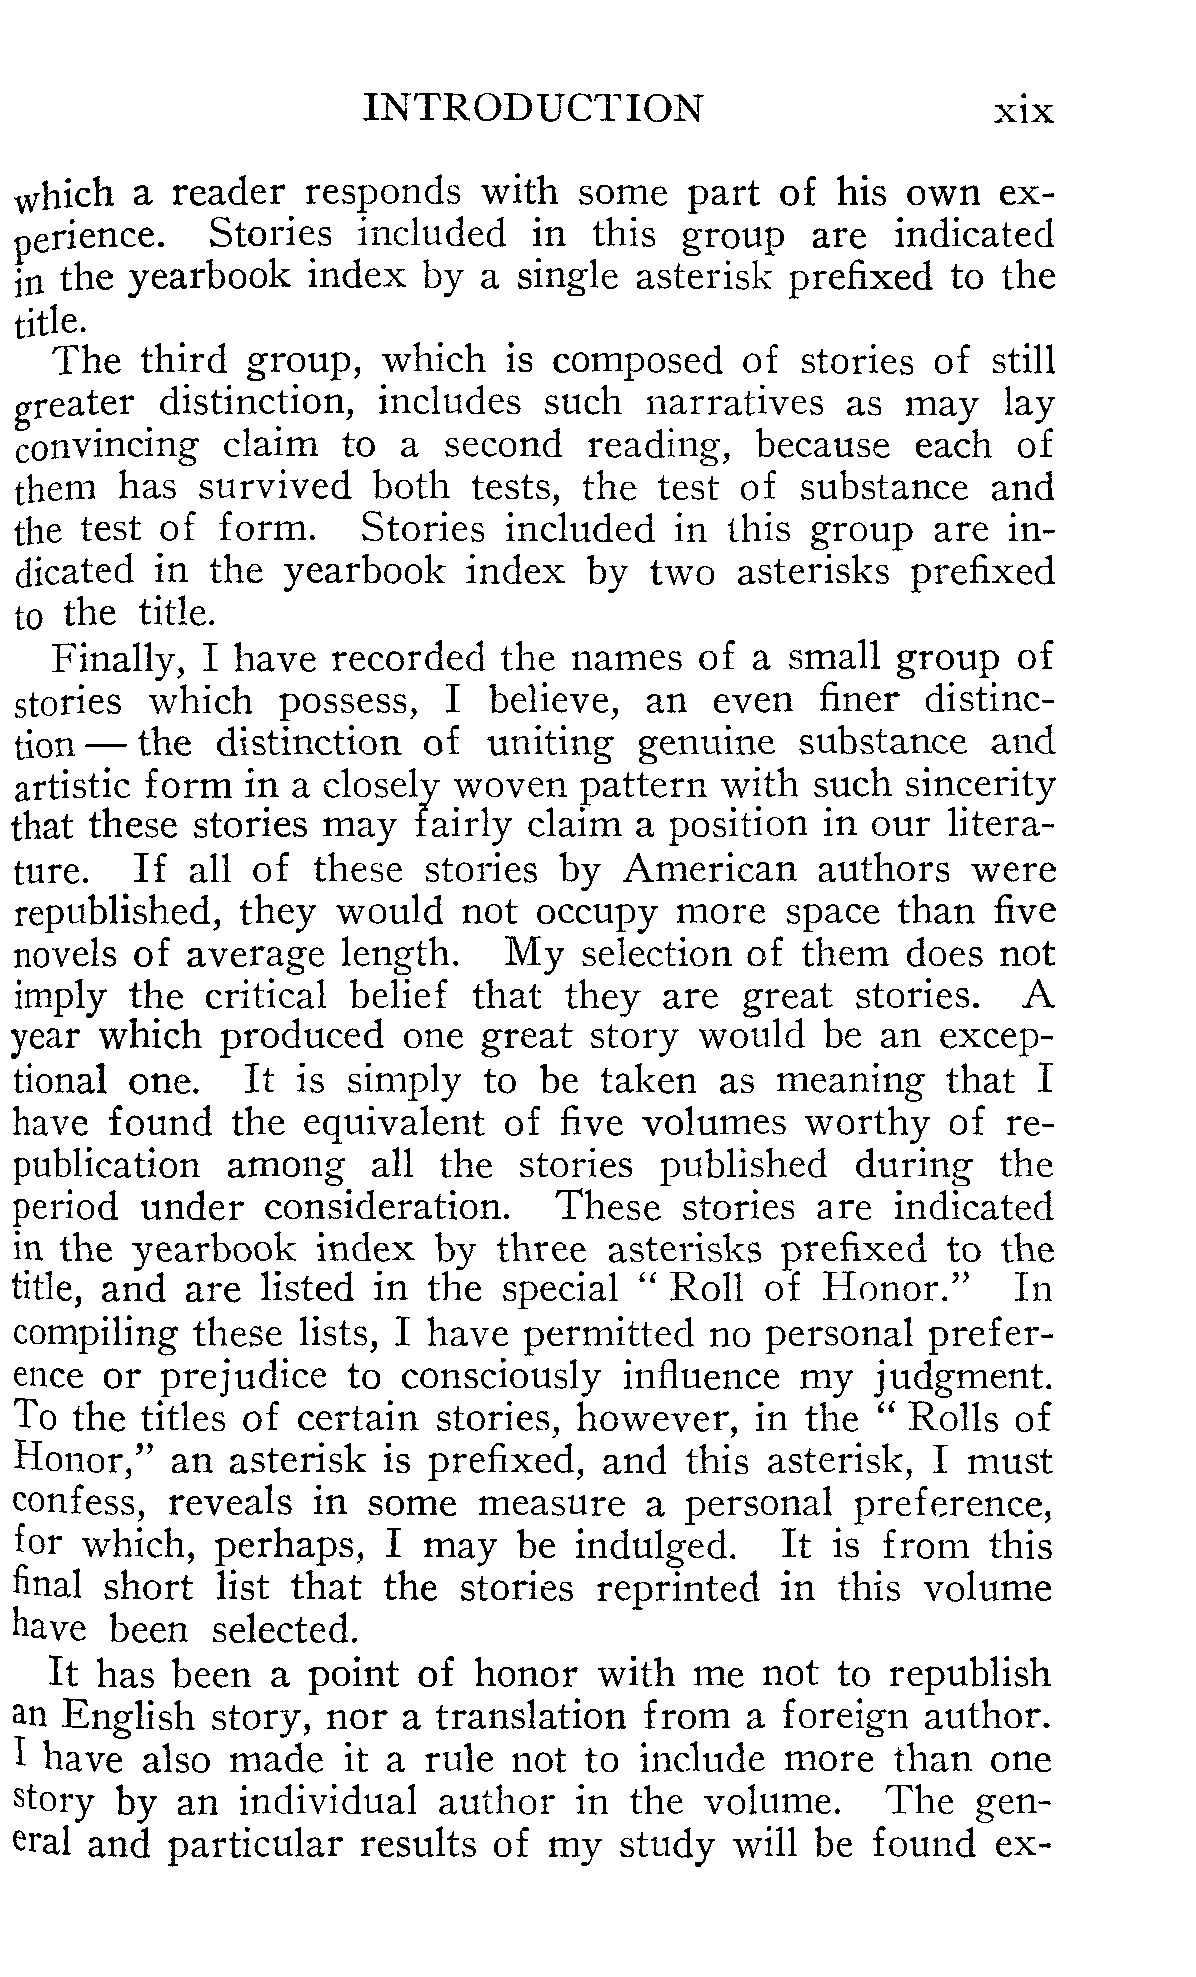 INTRODUCTION xix
which a reader responds with some part of his own ex-
perience. Stories included in this group are indicated
in the yearbook index by a single asterisk prefixed to the
title.
The third group, which is composed of stories of still
greater distinction, includes such narratives as may lay
convincing claim to a second reading, because each of
them has survived both tests, the test of substance and
the test of form. Stories included in this group are in-
dicated in the yearbook index by two asterisks prefixed
to the title.
Finally, I have recorded the names of a small group of
stories which possess, I believe, an even finer distinc-
tion — the distinction of uniting genuine substance and
artistic form in a closely woven pattern with such sincerity
that these stories may fairly claim a position in our litera-
ture. If all of these stories by American authors were
republished, they would not occupy more space than five
novels of average length. My selection of them does not
imply the critical belief that they are great stories. A
year which produced one great story would be an excep-
tional one. It is simply to be taken as meaning that I
have found the equivalent of five volumes worthy of re-
publication among all the stories published during the
period under consideration. These stories are indicated
in the yearbook index by three asterisks prefixed to the
title, and are listed in the special “ Roll of Honor.” In
compiling these lists, I have permitted no personal prefer-
ence or prejudice to consciously influence my judgment.
To the titles of certain stories, however, in the “ Rolls of
Honor,” an asterisk is prefixed, and this asterisk, I must
confess, reveals in some measure a personal preference,
for which, perhaps, I may be indulged. It is from this
final short list that the stories reprinted in this volume
have been selected.
It has been a point of honor with me not to republish
an English story, nor a translation from a foreign author.
I have also made it a rule not to include more than one
story by an individual author in the volume. The gen-
eral and particular results of my study will be found ex-